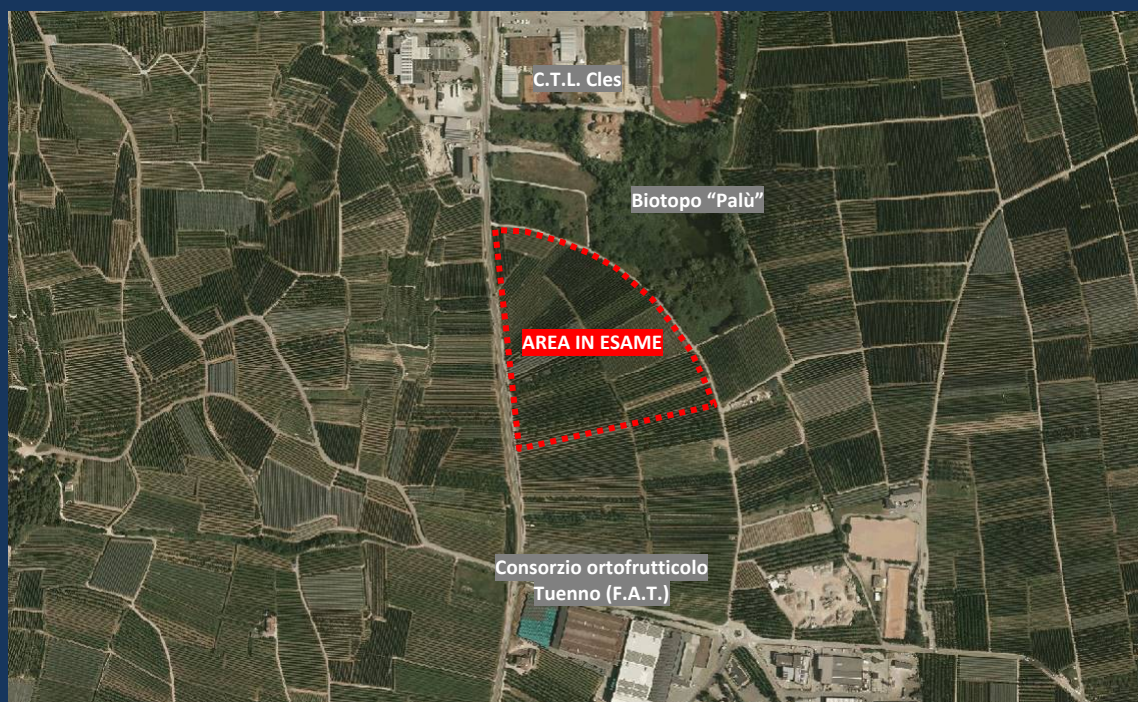 C.T.L. Cles
Biotopo “Palù”
AREA IN ESAME
Consorzio ortofrutticolo
Tuenno (F.A.T.)